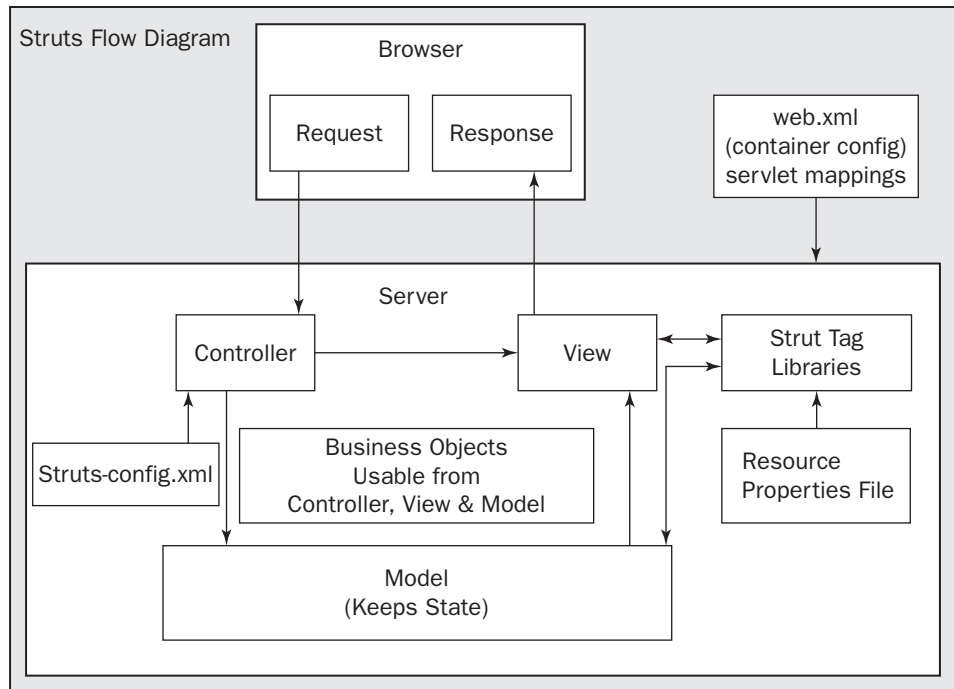 Struts Flow Diagram
Browser
Request
Response
web.xml
(container config)
servlet mappings
Server
Controller
View
Strut Tag
Libraries
Struts-config.xml
Business Objects
Usable from
Controller, View & Model
Resource
Properties File
Model
(Keeps State)